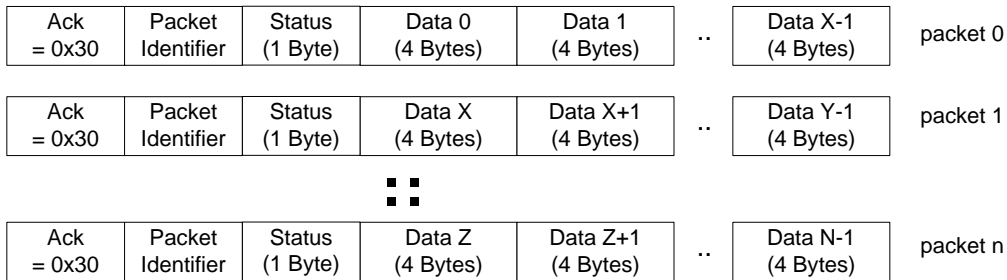 Ack = 0x30 Packet Identifier Status (1 Byte) Data 0 (4 Bytes) Data 1 (4 Bytes) .. Data X-1 (4 Bytes) packet 0
Ack = 0x30 Packet Identifier Status (1 Byte) Data X (4 Bytes) Data X+1 (4 Bytes) .. Data Y-1 (4 Bytes) packet 1
Ack = 0x30 Packet Identifier Status (1 Byte) Data Z (4 Bytes) Data Z+1 (4 Bytes) .. Data N-1 (4 Bytes) packet n